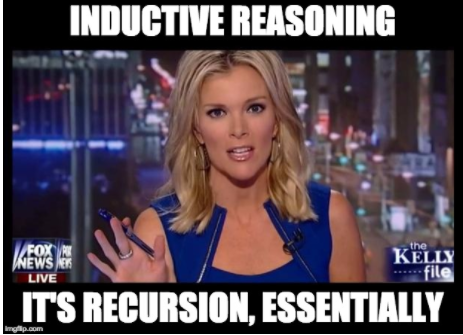 INDUCTIVE REASONING
FOX
NEWS
LIVE
the
KELLY
file
IT'S RECURSION, ESSENTIALLY
imgflip.com